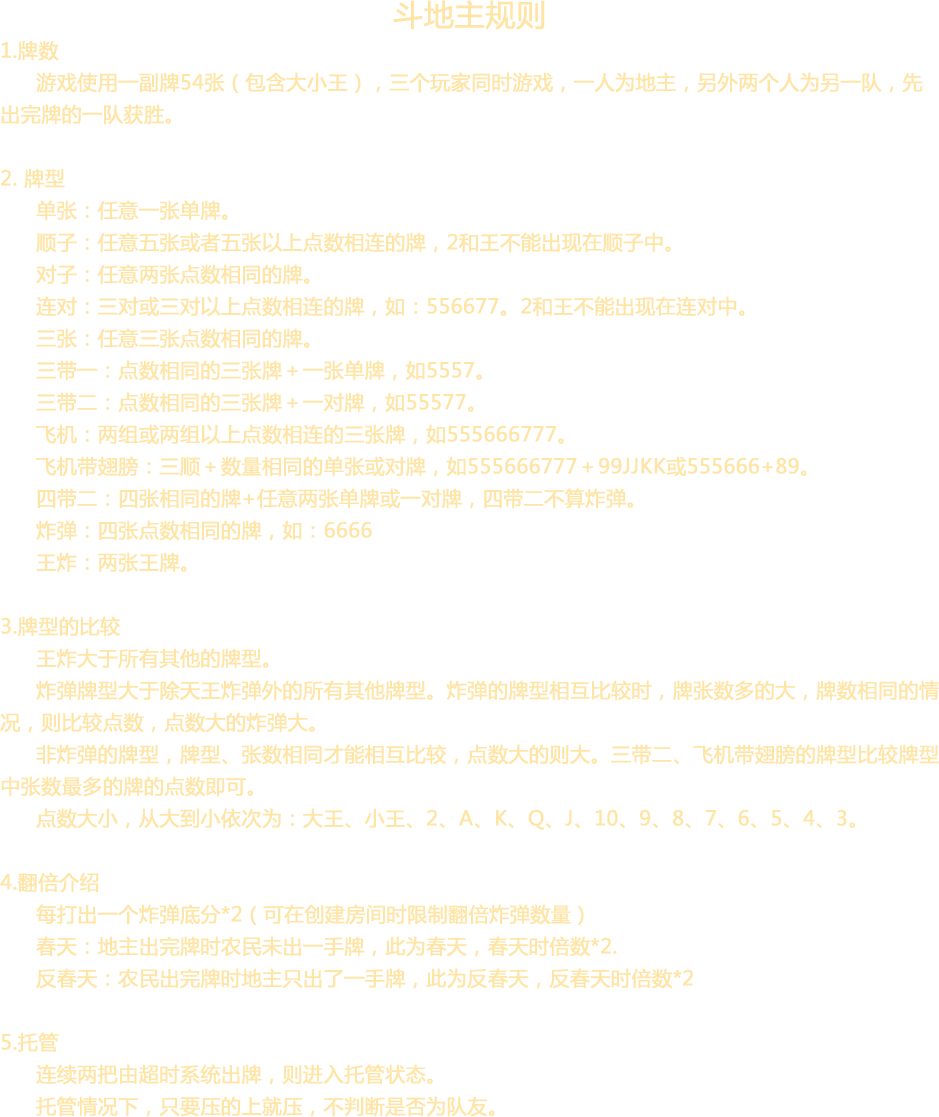 斗地主规则
1.牌数
游戏使用一副牌54张（包含大小王），三个玩家同时游戏，一人为地主，另外两个人为另一队，先
出完牌的一队获胜。
2. 牌型
单张：任意一张单牌。
顺子：任意五张或者五张以上点数相连的牌，2和王不能出现在顺子中。
对子：任意两张点数相同的牌。
连对：三对或三对以上点数相连的牌，如：556677。2和王不能出现在连对中。
三张：任意三张点数相同的牌。
三带一：点数相同的三张牌＋一张单牌，如5557。
三带二：点数相同的三张牌＋一对牌，如55577。
飞机：两组或两组以上点数相连的三张牌，如555666777。
飞机带翅膀：三顺＋数量相同的单张或对牌，如555666777＋99JJKK或555666+89。
四带二：四张相同的牌+任意两张单牌或一对牌，四带二不算炸弹。
炸弹：四张点数相同的牌，如：6666
王炸：两张王牌。
3.牌型的比较
王炸大于所有其他的牌型。
炸弹牌型大于除天王炸弹外的所有其他牌型。炸弹的牌型相互比较时，牌张数多的大，牌数相同的情
况，则比较点数，点数大的炸弹大。
非炸弹的牌型，牌型、张数相同才能相互比较，点数大的则大。三带二、飞机带翅膀的牌型比较牌型
中张数最多的牌的点数即可。
点数大小，从大到小依次为：大王、小王、2、A、K、Q、J、10、9、8、7、6、5、4、3。
4.翻倍介绍
每打出一个炸弹底分*2（可在创建房间时限制翻倍炸弹数量）
春天：地主出完牌时农民未出一手牌，此为春天，春天时倍数*2.
反春天：农民出完牌时地主只出了一手牌，此为反春天，反春天时倍数*2
5.托管
连续两把由超时系统出牌，则进入托管状态。
托管情况下，只要压的上就压，不判断是否为队友。